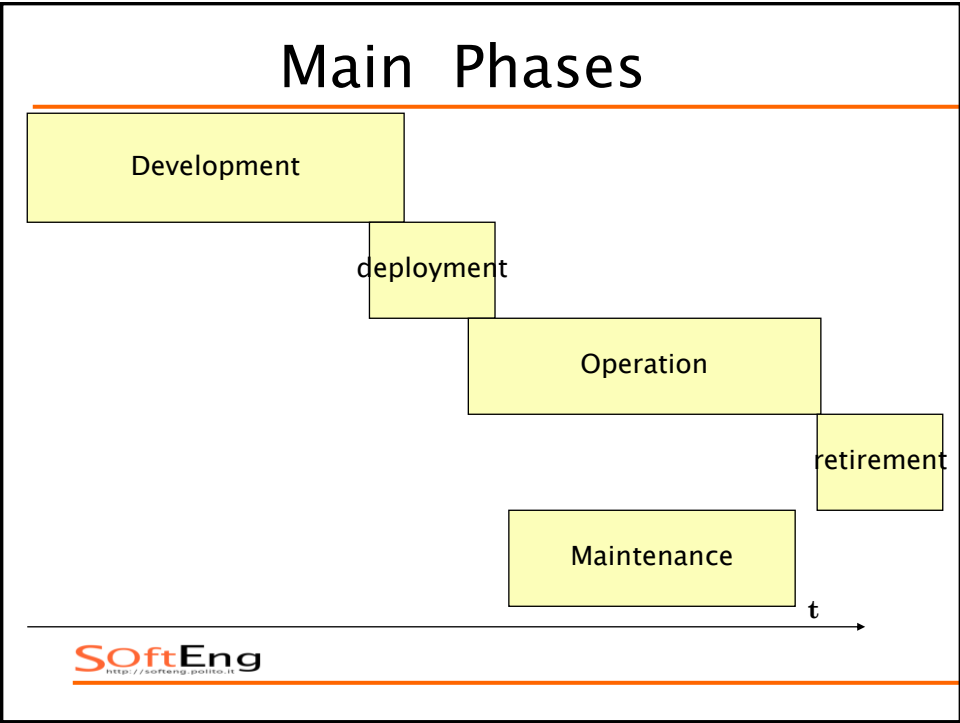 Main Phases
Development
deployment
Operation
retirement
Maintenance
t
SOftEng
http://softeng.polito.it